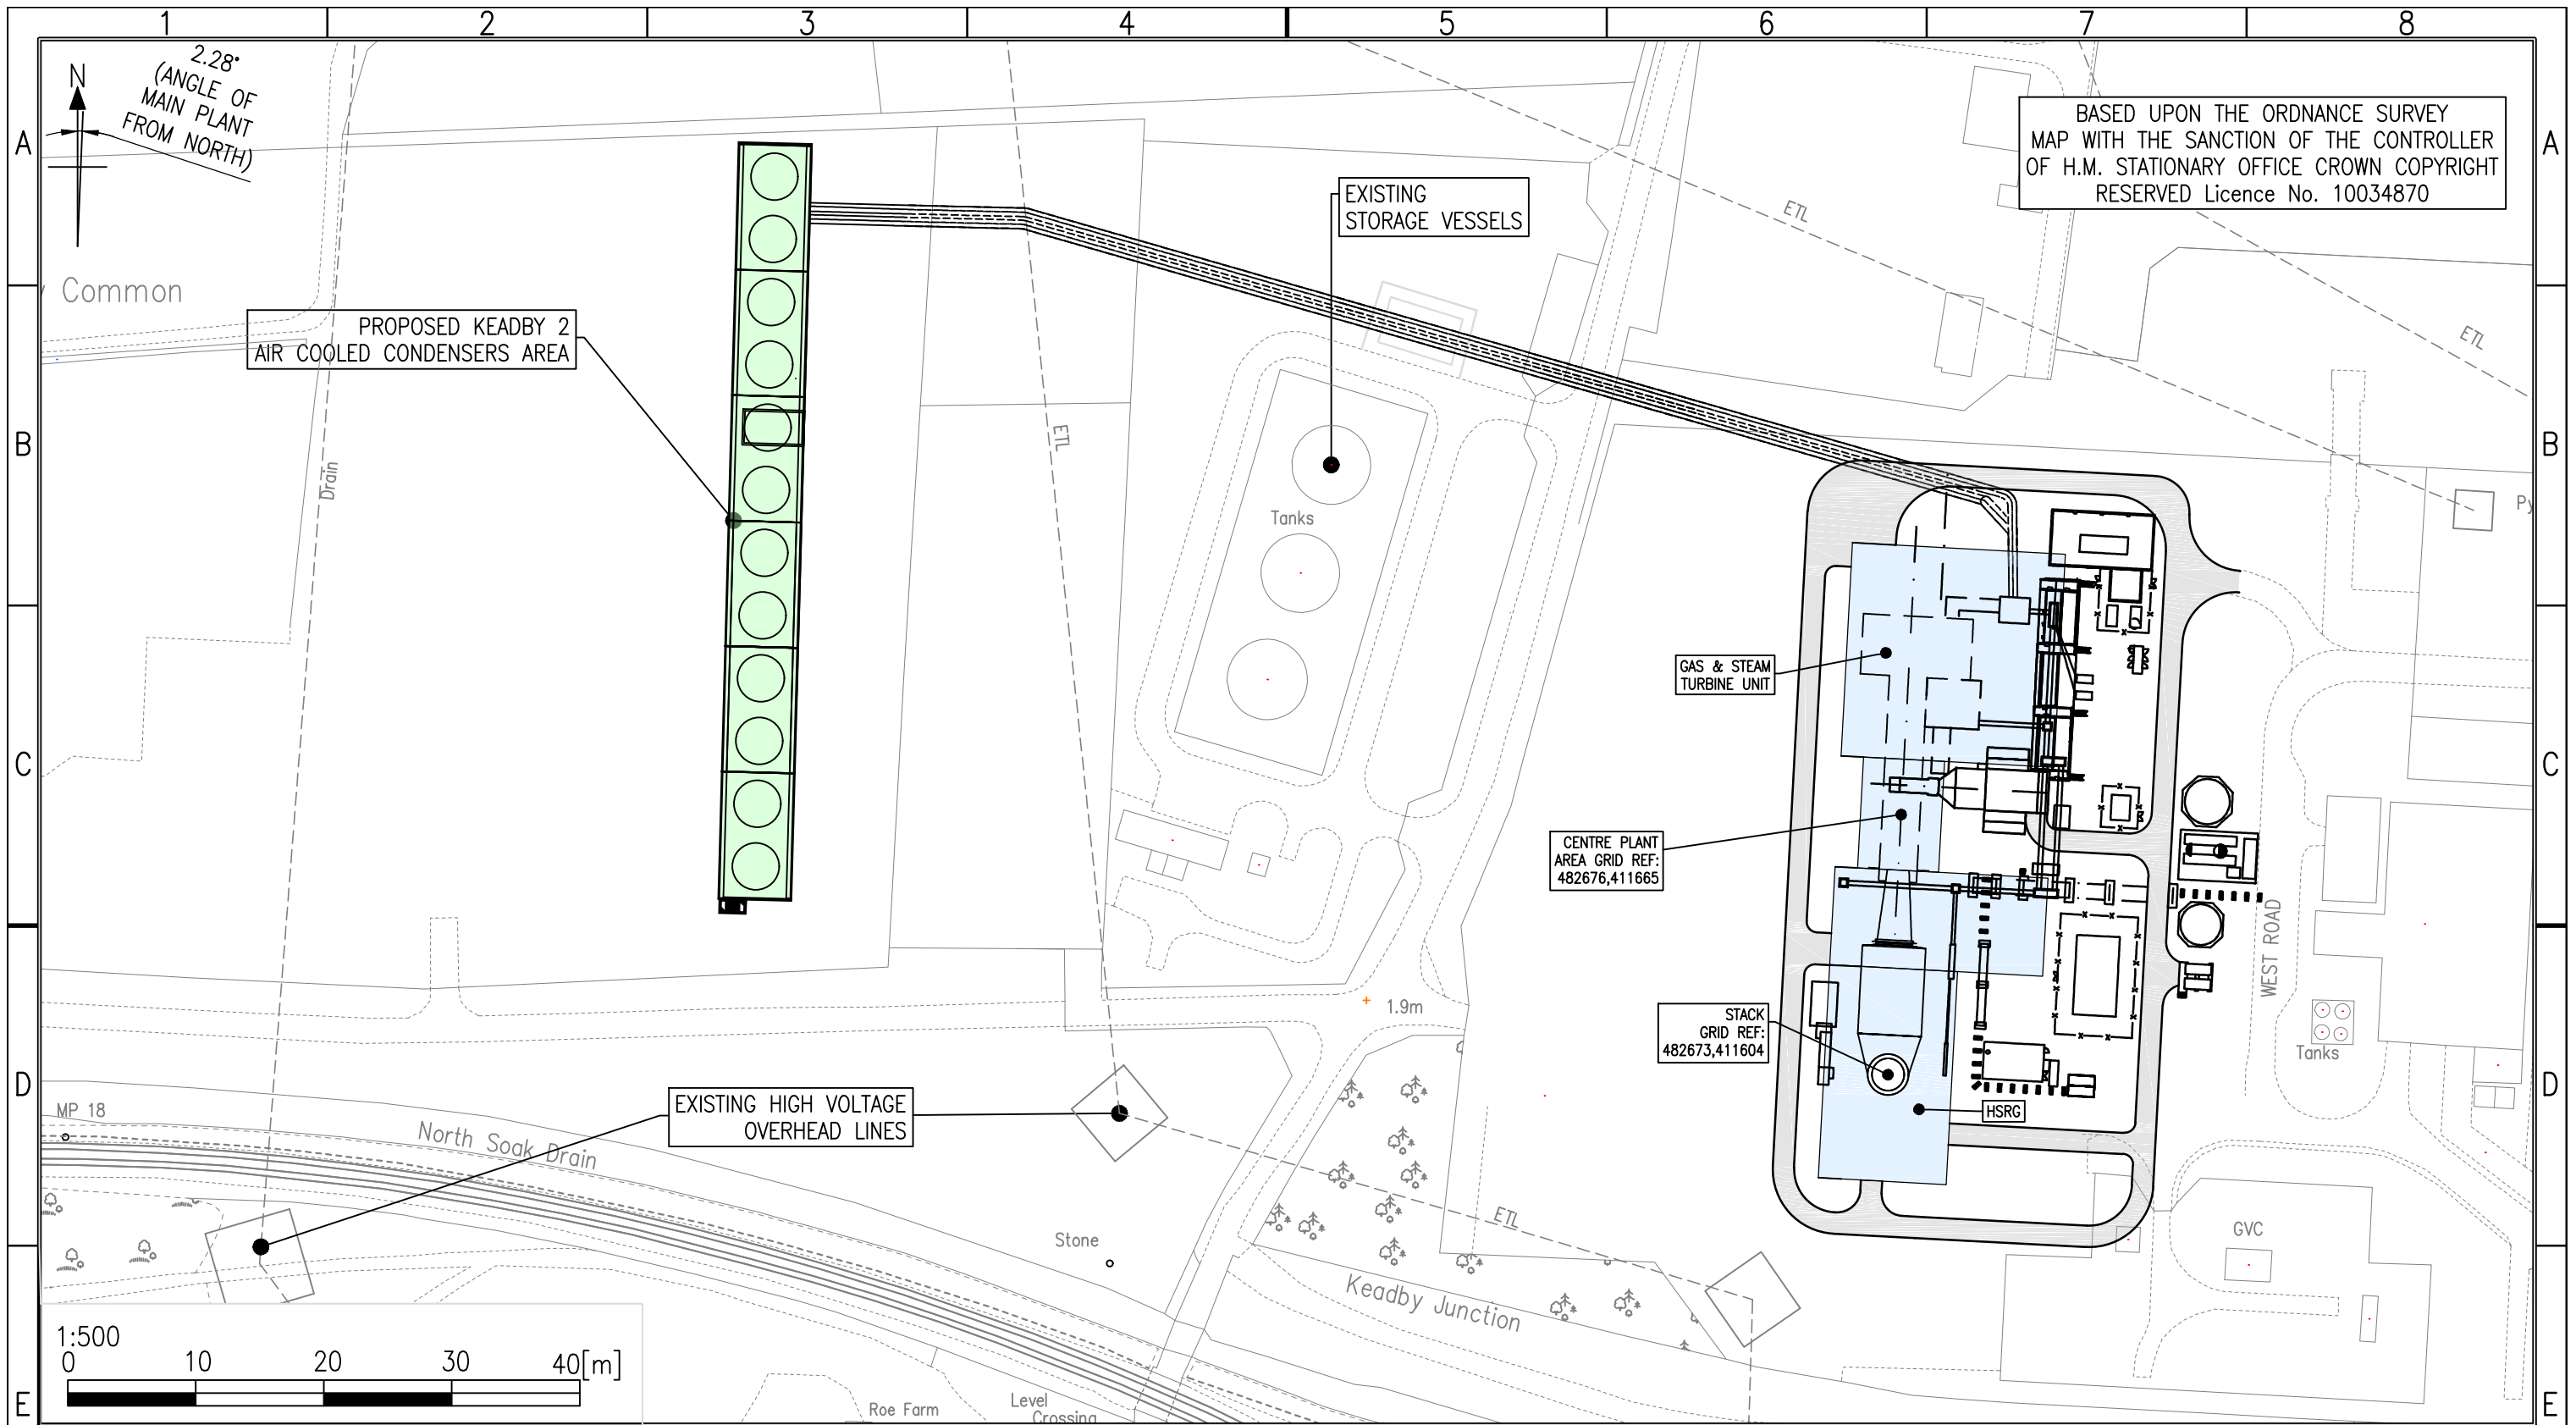 1
2
3
4
5
6
7
8
A
A
B
B
C
C
D
D
E
E
N
2.28°
(ANGLE OF
MAIN PLANT
FROM NORTH)
BASED UPON THE ORDNANCE SURVEY
MAP WITH THE SANCTION OF THE CONTROLLER
OF H.M. STATIONARY OFFICE CROWN COPYRIGHT
RESERVED Licence No. 10034870
EXISTING
STORAGE VESSELS
ETL
ETL
Common
PROPOSED KEADBY 2
AIR COOLED CONDENSERS AREA
ETL
Drain
Tanks
GAS & STEAM
TURBINE UNIT
CENTRE PLANT
AREA GRID REF:
482676,411665
WEST ROAD
1.9m
STACK
GRID REF:
482673,411604
Tanks
HSRG
EXISTING HIGH VOLTAGE
OVERHEAD LINES
MP 18
North Soak Drain
ETL
Stone
GVC
Keadby Junction
1:500
0 10 20 30 40[m]
Roe Farm
Level
Crossing